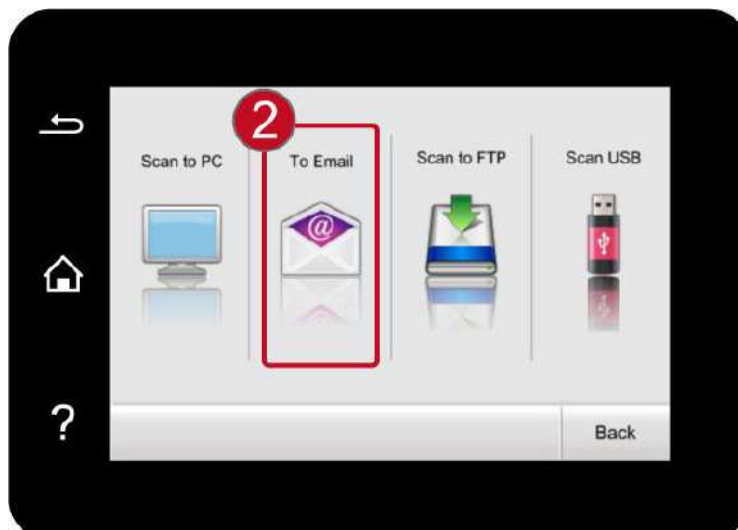 2
Scan to PC
To Email
Scan to FTP
Scan USB
@
?
Back